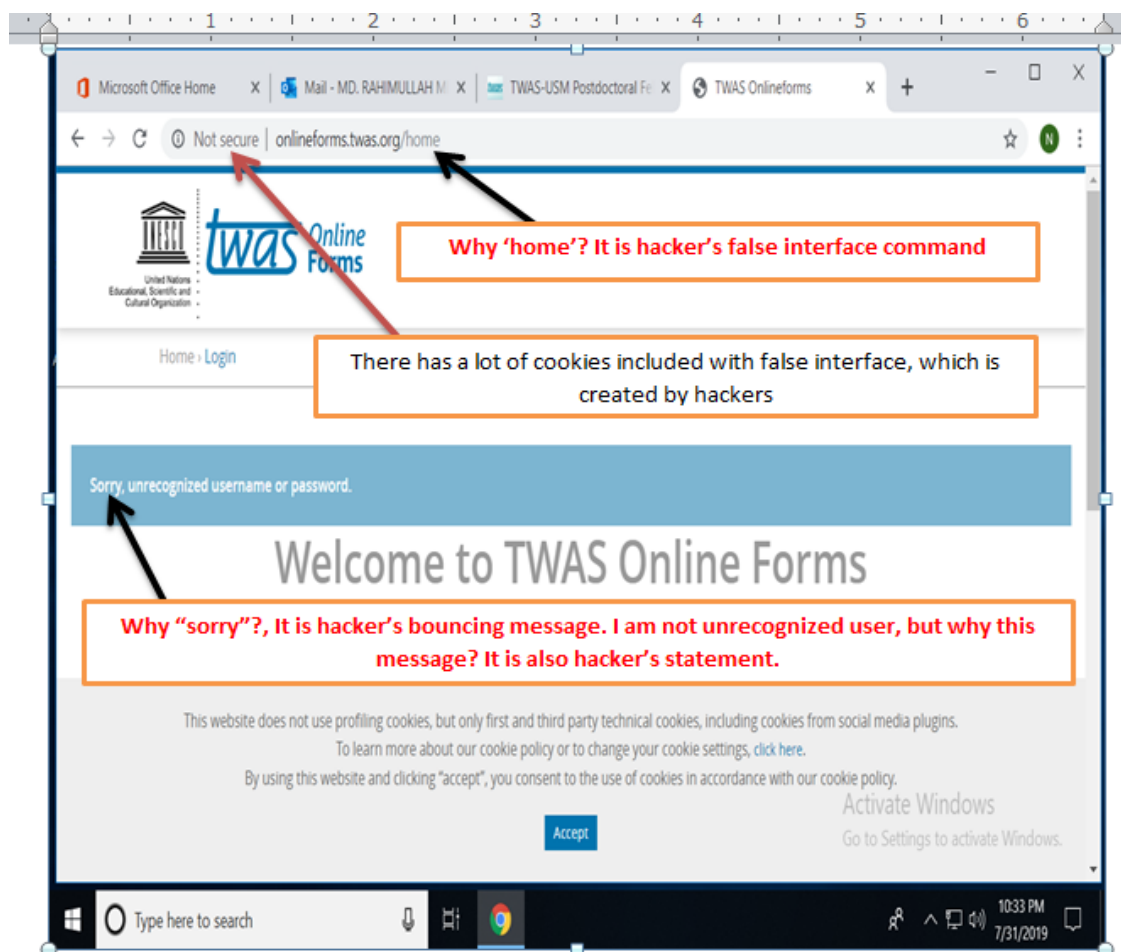 1 2 3 4 5 6
Microsoft Office Home
Mail - MD. RAHIMULLAH M
TWAS-USM Postdoctoral Fe
TWAS Onlineforms
Not secure | onlineforms.twas.org/home
N
UNESCO
United Nations
Educational, Scientific and
Cultural Organization
twas Online
Forms
Why ‘home’? It is hacker’s false interface command
Home › Login
There has a lot of cookies included with false interface, which is
created by hackers
Sorry, unrecognized username or password.
Welcome to TWAS Online Forms
Why “sorry”?, It is hacker’s bouncing message. I am not unrecognized user, but why this
message? It is also hacker’s statement.
This website does not use profiling cookies, but only first and third party technical cookies, including cookies from social media plugins.
To learn more about our cookie policy or to change your cookie settings, click here.
By using this website and clicking “accept”, you consent to the use of cookies in accordance with our cookie policy.
Accept
Activate Windows
Go to Settings to activate Windows.
Type here to search
10:33 PM
7/31/2019